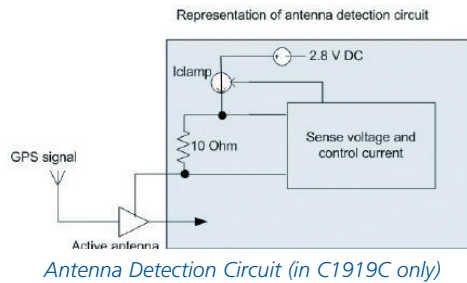 Representation of antenna detection circuit
2.8 V DC
Iclamp
10 Ohm
Sense voltage and
control current
GPS signal
Active antenna
Antenna Detection Circuit (in C1919C only)